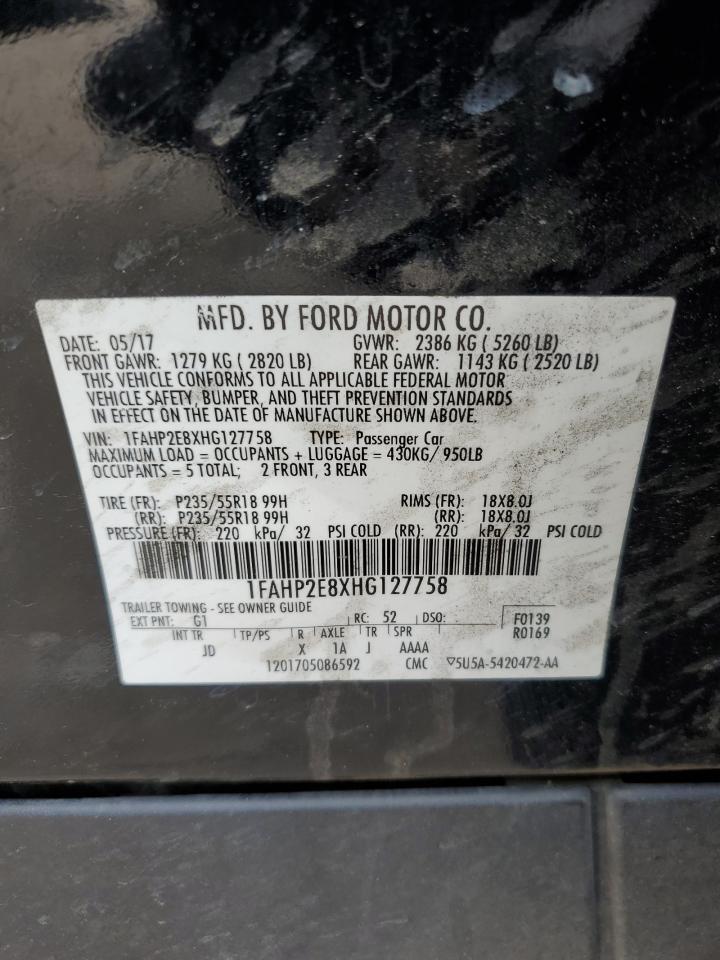 MFD. BY FORD MOTOR CO.
DATE: 05/17 GVWR: 2386 KG ( 5260 LB)
FRONT GAWR: 1279 KG ( 2820 LB) REAR GAWR: 1143 KG ( 2520 LB)
THIS VEHICLE CONFORMS TO ALL APPLICABLE FEDERAL MOTOR
VEHICLE SAFETY, BUMPER, AND THEFT PREVENTION STANDARDS
IN EFFECT ON THE DATE OF MANUFACTURE SHOWN ABOVE.
VIN: 1FAHP2E8XHG127758 TYPE: Passenger Car
MAXIMUM LOAD = OCCUPANTS + LUGGAGE = 430KG/ 950LB
OCCUPANTS = 5 TOTAL; 2 FRONT, 3 REAR
TIRE (FR): P235/55R18 99H RIMS (FR): 18X8.0J
(RR): P235/55R18 99H (RR): 18X8.0J
PRESSURE (FR): 220 kPa/ 32 PSI COLD (RR): 220 kPa/ 32 PSI COLD
1FAHP2E8XHG127758
TRAILER TOWING - SEE OWNER GUIDE
EXT PNT: G1 RC: 52 DSO: F0139
INT TR TP/PS R AXLE TR SPR R0169
JD X 1A J AAAA
1201705086592 CMC ▽5U5A-5420472-AA